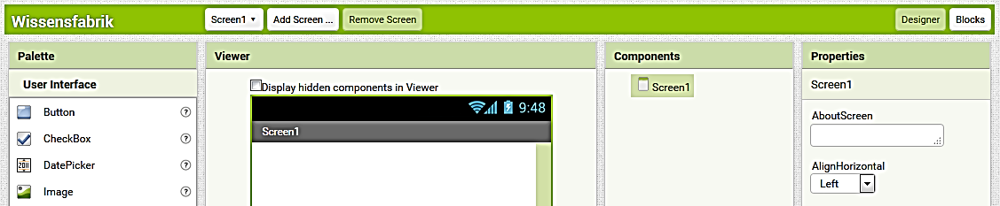 Wissensfabrik
Screen1
Add Screen ...
Remove Screen
Designer
Blocks
Palette
User Interface
Button
?
CheckBox
?
2011
DatePicker
?
Image
?
Viewer
Display hidden components in Viewer
9:48
Screen1
Components
Screen1
Properties
Screen1
AboutScreen
AlignHorizontal
Left